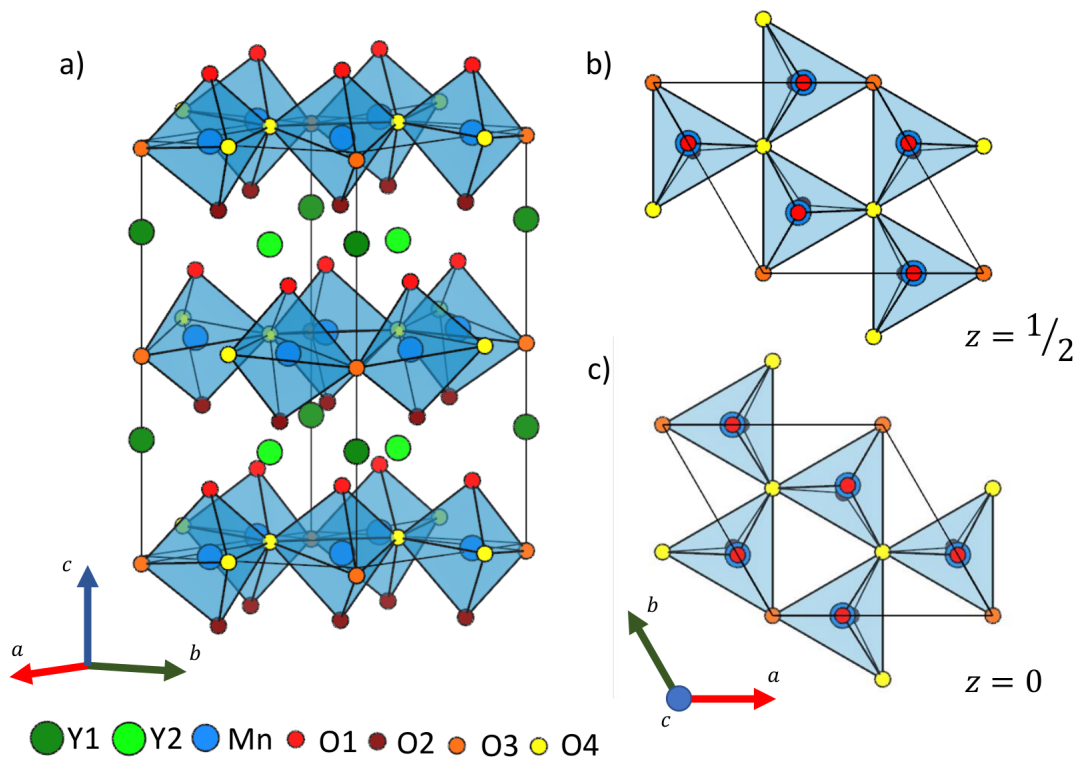 a)
b)
z = 1/2
c)
c
a
b
b
a
c
z = 0
Y1 Y2 Mn O1 O2 O3 O4